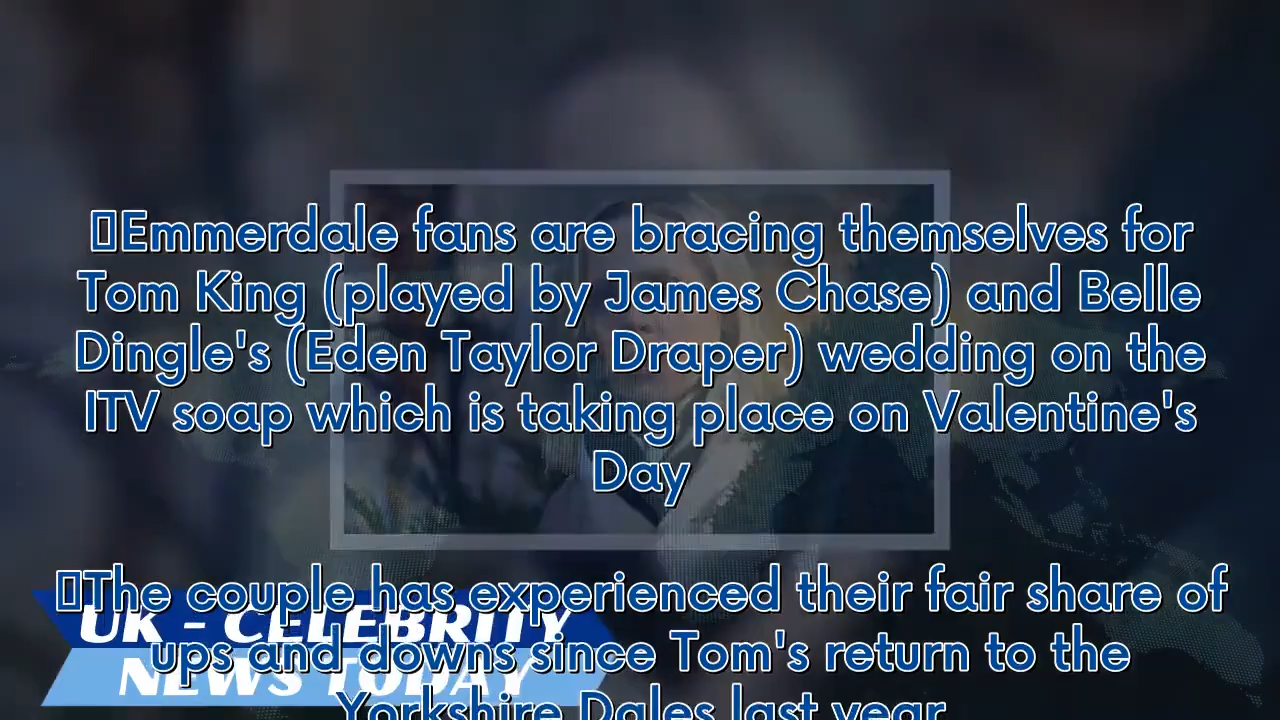 ▯Emmerdale fans are bracing themselves for
Tom King (played by James Chase) and Belle
Dingle's (Eden Taylor Draper) wedding on the
ITV soap which is taking place on Valentine's
Day
▯The couple has experienced their fair share of
UK - CELEBRITY
ups and downs since Tom's return to the
NEWS TODAY
Yorkshire Dales last year